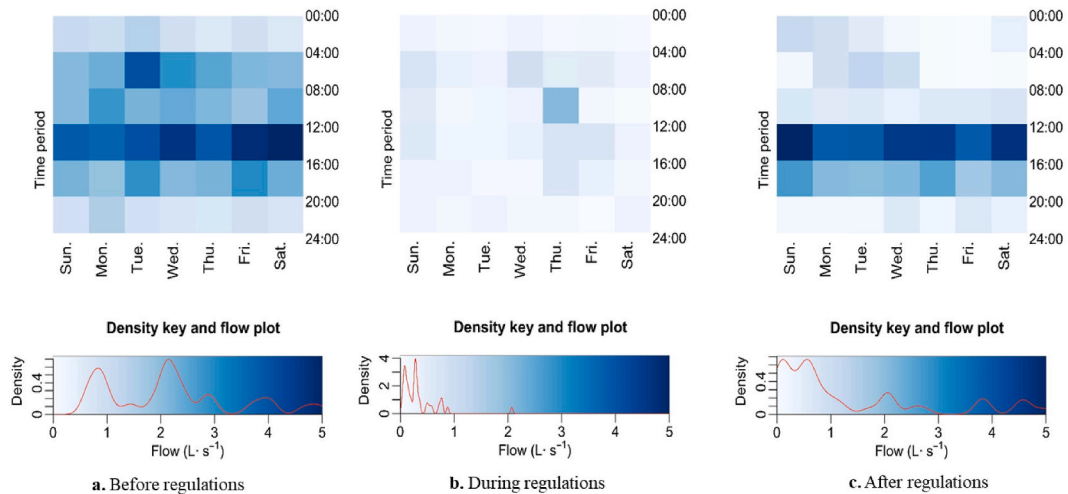 00:00
04:00
08:00
12:00
16:00
20:00
24:00
Time period
Sun.
Mon.
Tue.
Wed.
Thu.
Fri.
Sat.
Density key and flow plot
Density
0 0.4
0 1 2 3 4 5
Flow (L· s⁻¹)
a. Before regulations
00:00
04:00
08:00
12:00
16:00
20:00
24:00
Time period
Sun.
Mon.
Tue.
Wed.
Thu.
Fri.
Sat.
Density key and flow plot
Density
0 2 4
0 1 2 3 4 5
Flow (L· s⁻¹)
b. During regulations
00:00
04:00
08:00
12:00
16:00
20:00
24:00
Time period
Sun.
Mon.
Tue.
Wed.
Thu.
Fri.
Sat.
Density key and flow plot
Density
0 0.4
0 1 2 3 4 5
Flow (L· s⁻¹)
c. After regulations